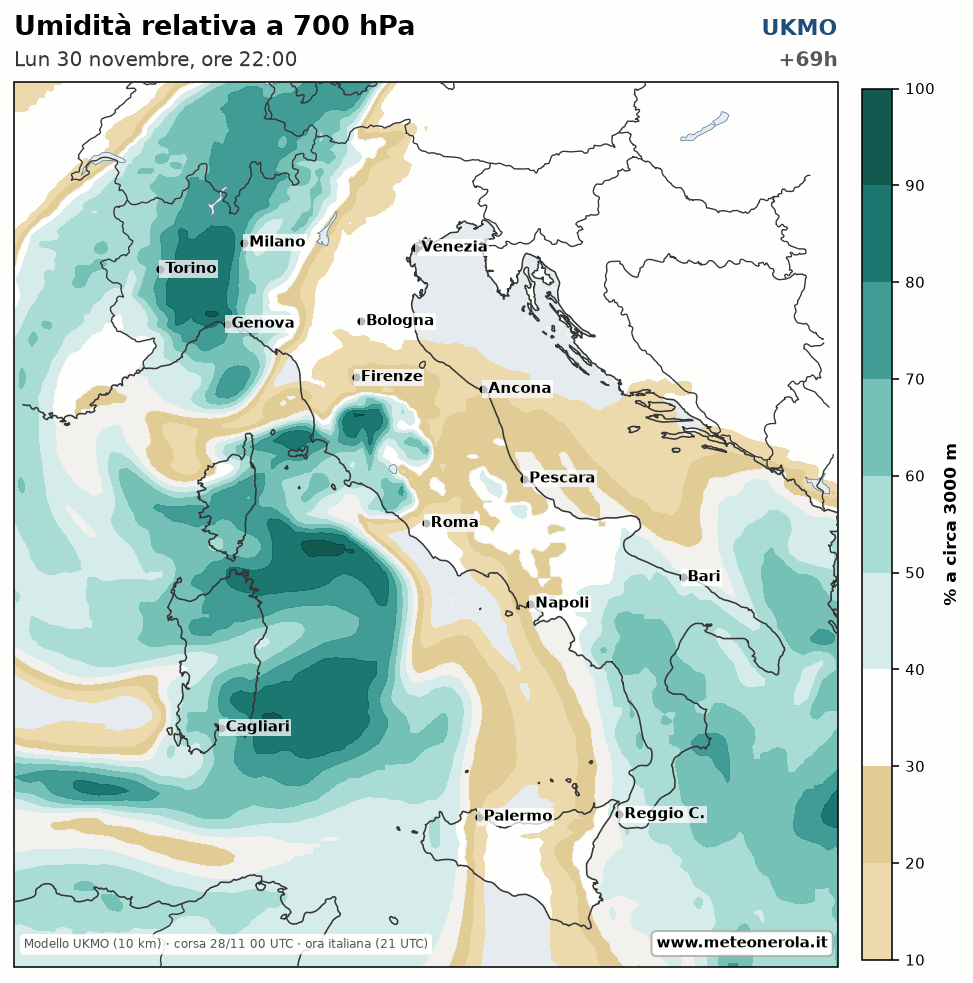 Umidità relativa a 700 hPa
UKMO
Lun 30 novembre, ore 22:00
+69h
100
90
80
70
60
50
40
30
20
10
% a circa 3000 m
Milano
Venezia
Torino
Genova
Bologna
Firenze
Ancona
Pescara
Roma
Bari
Napoli
Cagliari
Palermo
Reggio C.
Modello UKMO (10 km) · corsa 28/11 00 UTC · ora italiana (21 UTC)
www.meteonerola.it